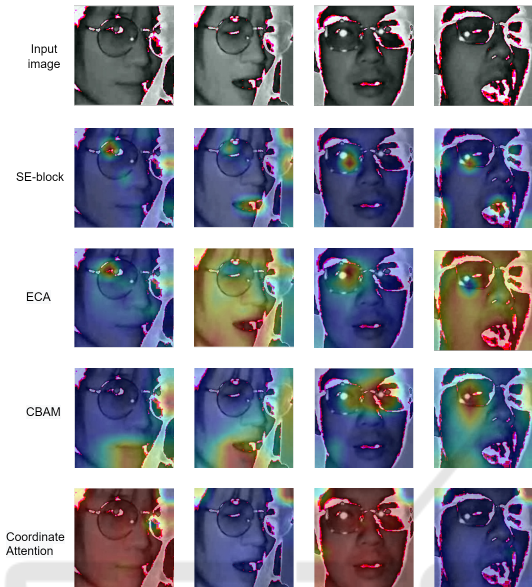 Input
image
SE-block
ECA
CBAM
Coordinate
Attention